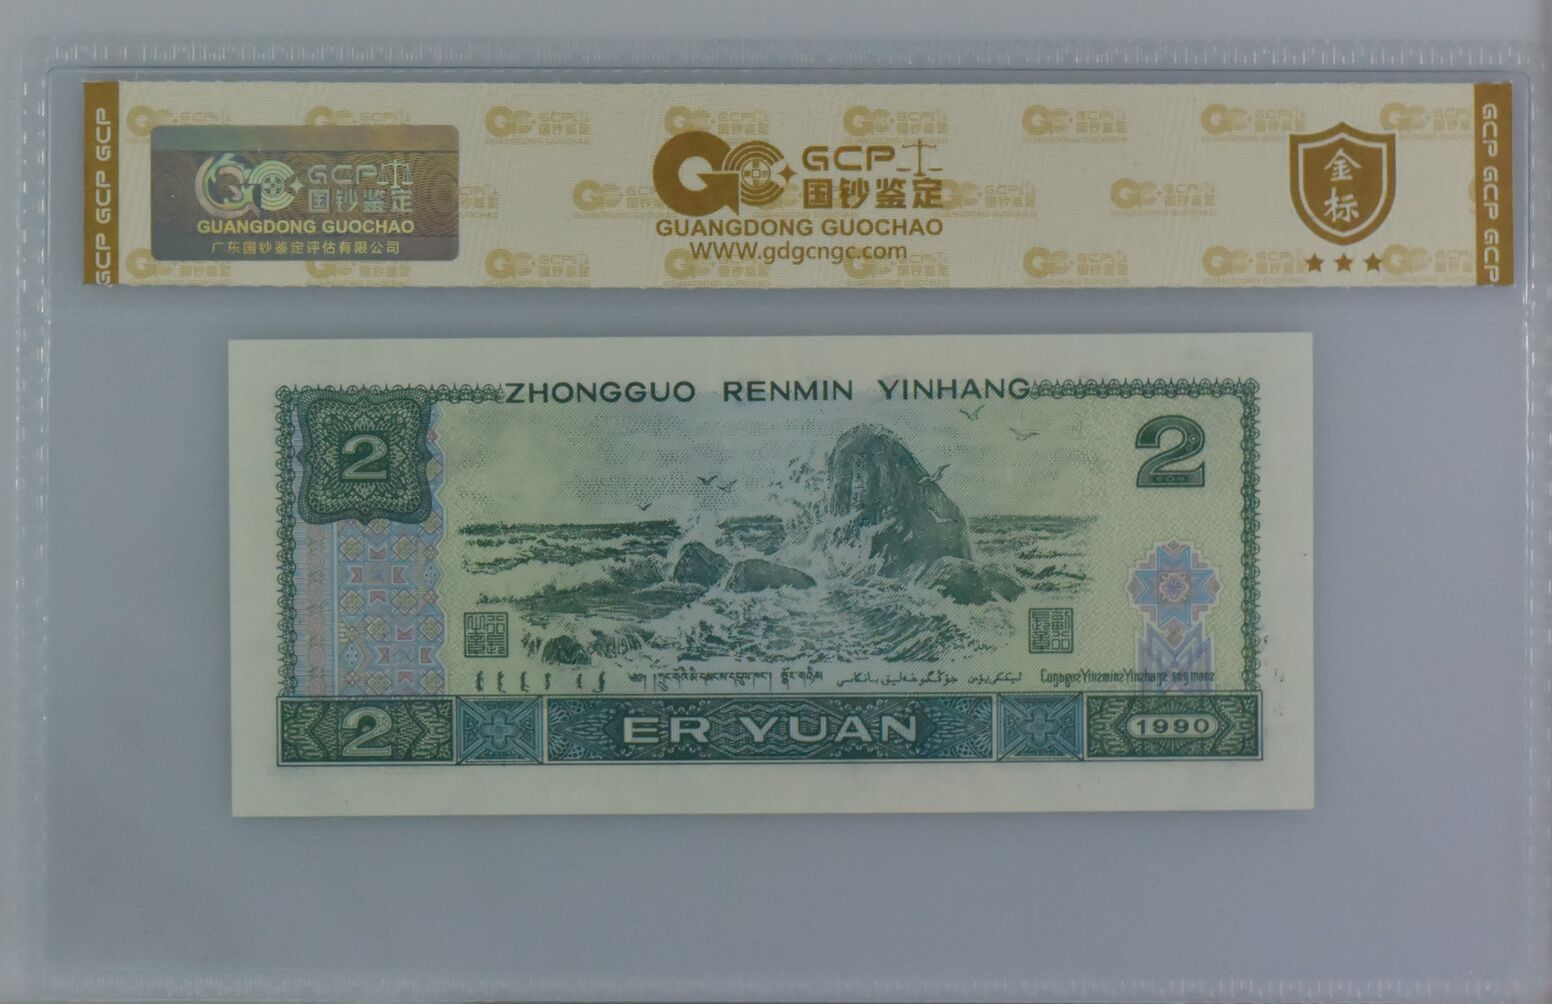 GCP GCP GCP
GCP
国钞鉴定
GUANGDONG GUOCHAO
广东国钞鉴定评估有限公司
GCP
国钞鉴定
GUANGDONG GUOCHAO
WWW.gdgcngc.com
金
标
GCP GCP GCP
ZHONGGUO RENMIN YINHANG
2
2
2
ER YUAN
1990